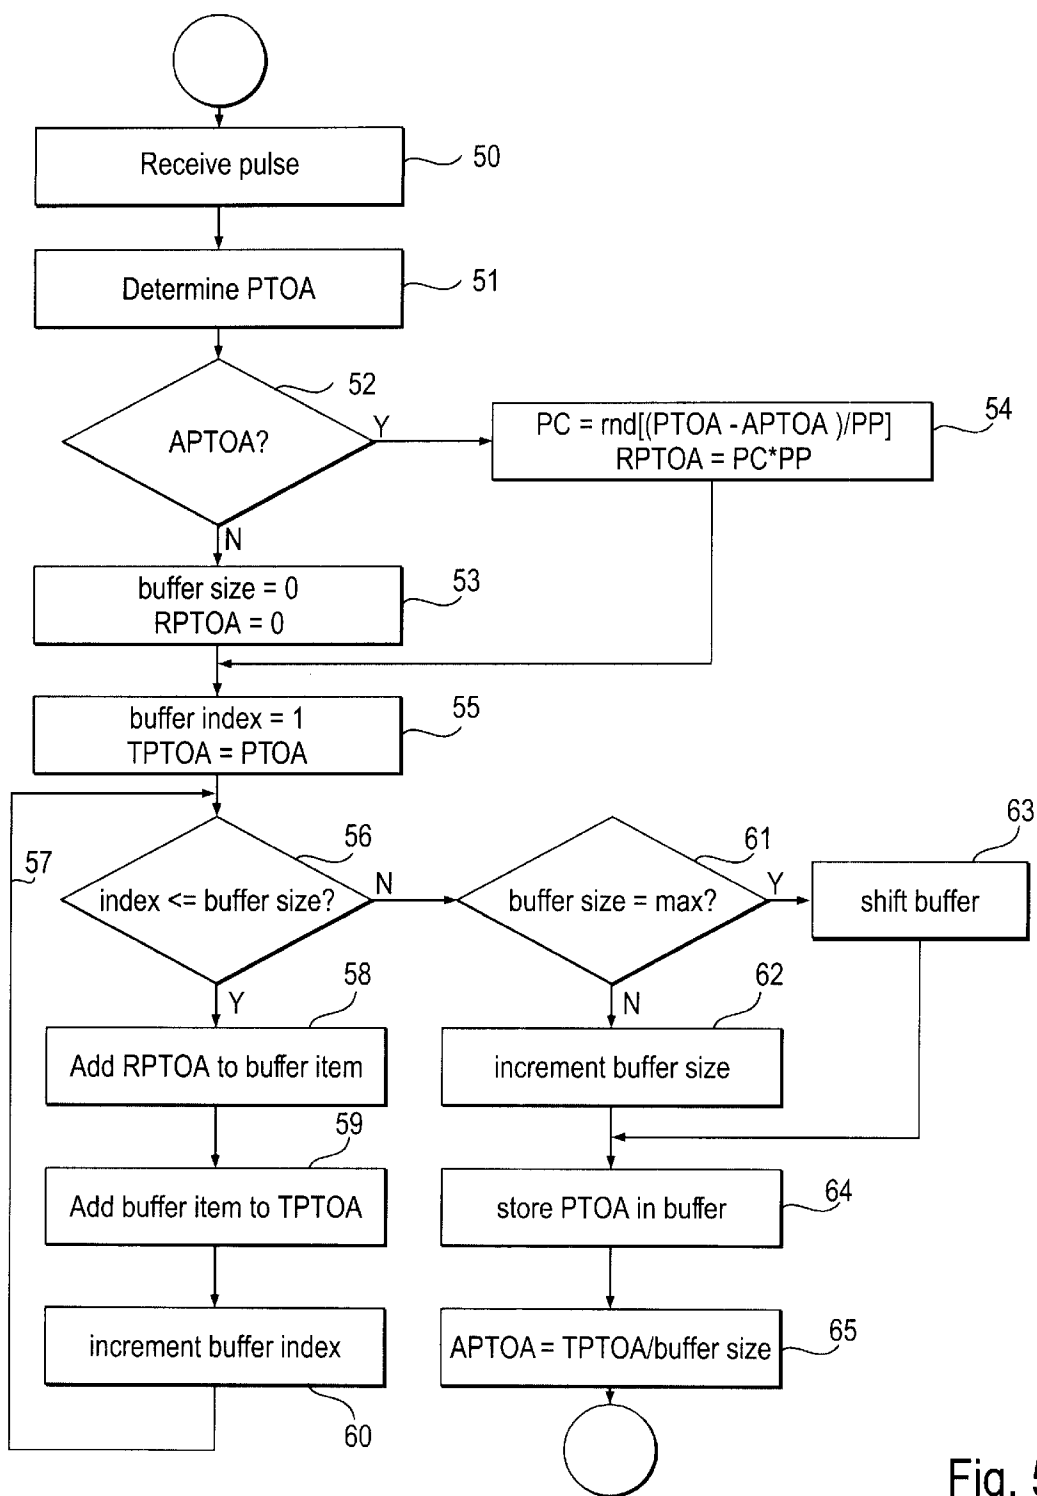 Receive pulse
50
Determine PTOA
51
52
APTOA?
Y
N
PC = rnd[(PTOA - APTOA )/PP]
RPTOA = PC*PP
54
buffer size = 0
RPTOA = 0
53
buffer index = 1
TPTOA = PTOA
55
57
56
index <= buffer size?
N
Y
61
buffer size = max?
Y
N
63
shift buffer
58
Add RPTOA to buffer item
62
increment buffer size
59
Add buffer item to TPTOA
store PTOA in buffer
64
increment buffer index
60
APTOA = TPTOA/buffer size
65
Fig. 5